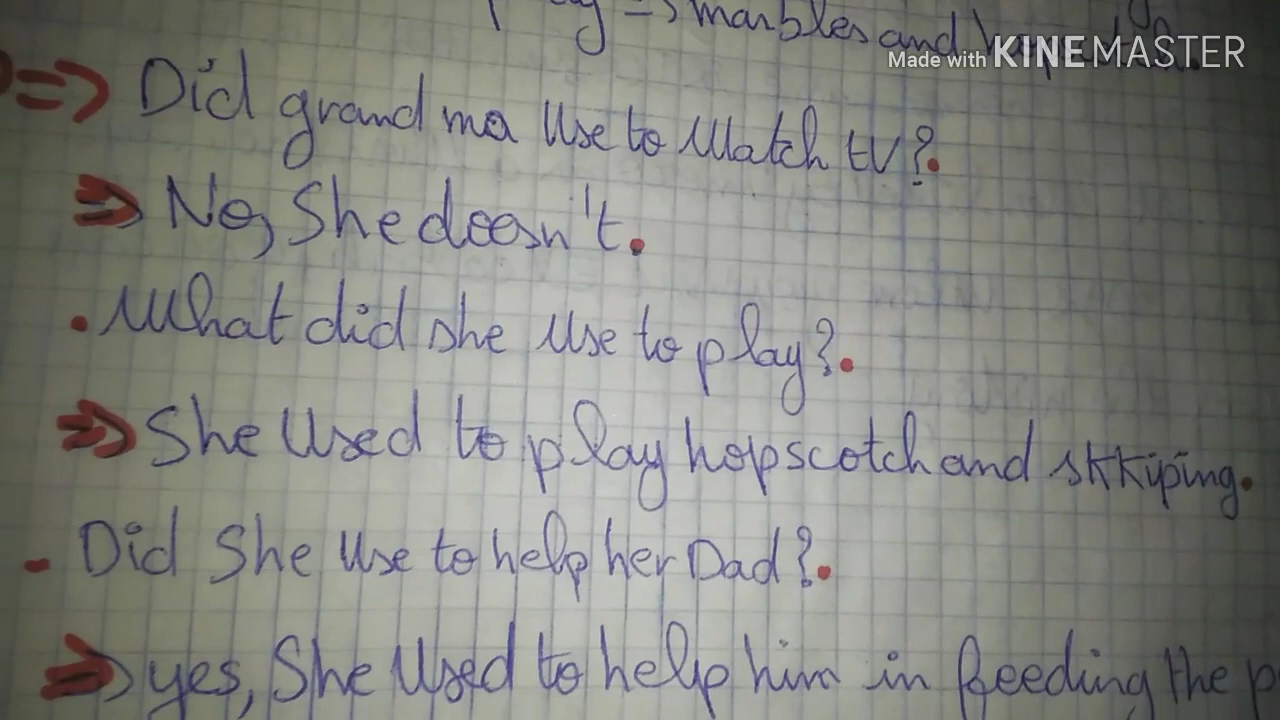 play => marbles and
Made with KINEMASTER
=> Did grand ma use to Watch tV?.
=> No, She doesn't.
. What did she use to play?.
=> She Used to play hopscotch and skkiping.
- Did She use to help her Dad?.
=> yes, She Used to help him in feeding the p